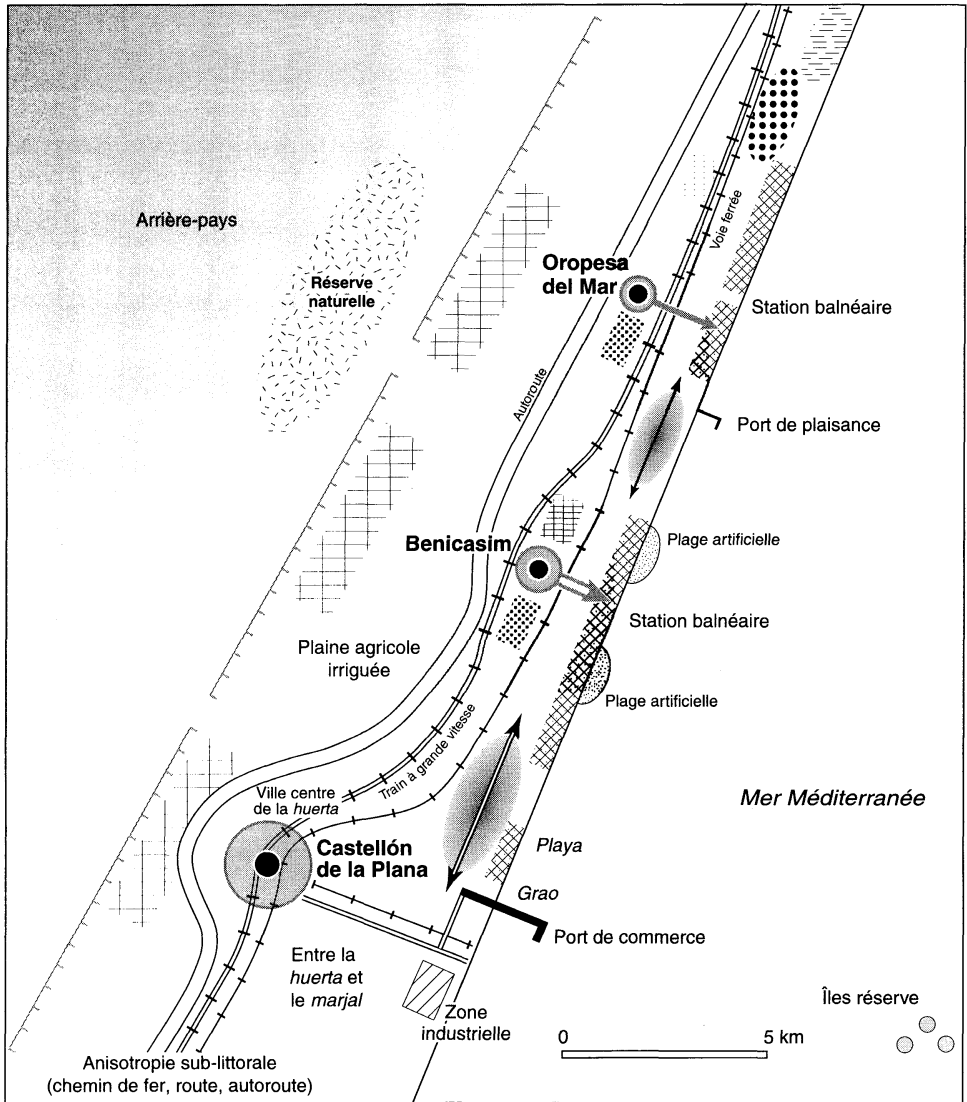 Arrière-pays
Réserve
naturelle
Voie ferrée
Oropesa
del Mar
Station balnéaire
Autoroute
Port de plaisance
Benicasim
Plage artificielle
Station balnéaire
Plaine agricole
irriguée
Plage artificielle
Train à grande vitesse
Ville centre
de la huerta
Mer Méditerranée
Castellón
de la Plana
Playa
Grao
Port de commerce
Entre la
huerta et
le marjal
Zone
industrielle
Îles réserve
0 5 km
Anisotropie sub-littorale
(chemin de fer, route, autoroute)